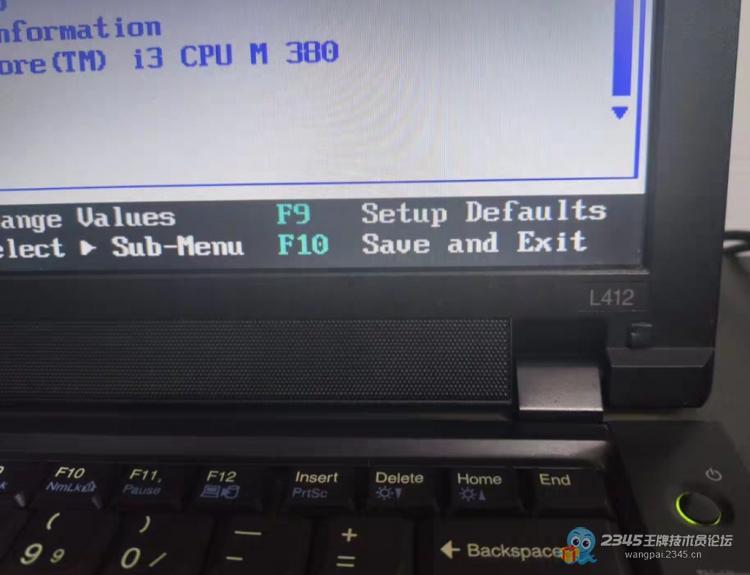 nformation
ore(TM) i3 CPU M 380
ange Values F9 Setup Defaults
elect ▶ Sub-Menu F10 Save and Exit
L412
F10 F11 F12 Insert Delete Home End
NmLk Pause PrtSc
( ) — +
9 9 0 / - = ← Backspace
2345王牌技术员论坛
wangpai.2345.cn